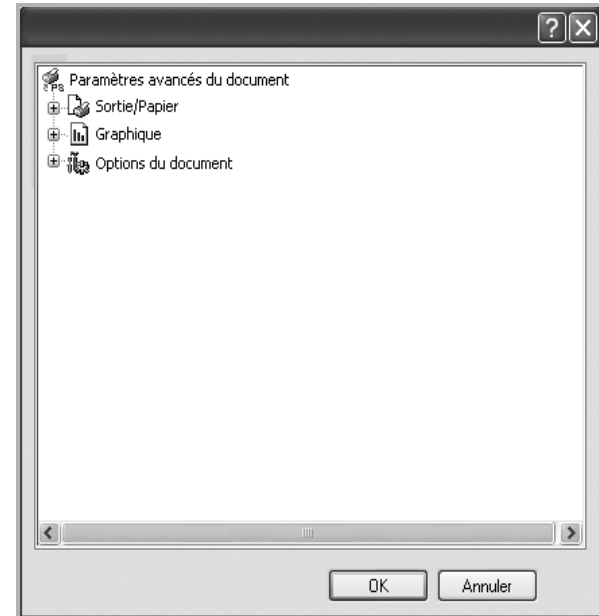 Paramètres avancés du document
Sortie/Papier
Graphique
Options du document
OK
Annuler